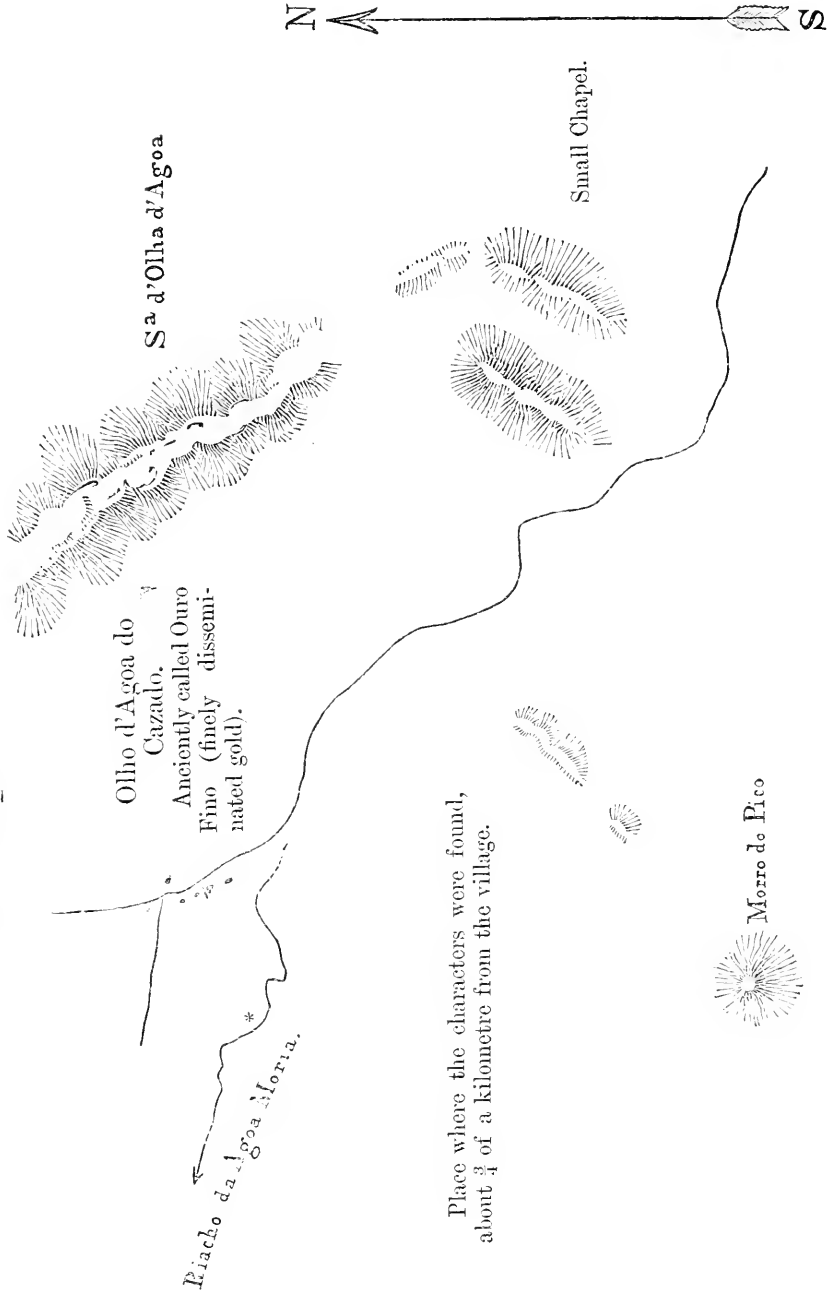 N
S
Sª d'Olha d'Agoa
Small Chapel.
Olho d'Agoa do
Cazado.
Anciently called Ouro
Fino (finely dissemi-
nated gold).
*
Riacho da Agoa Morta.
Place where the characters were found,
about ¾ of a kilometre from the village.
Morro do Pico